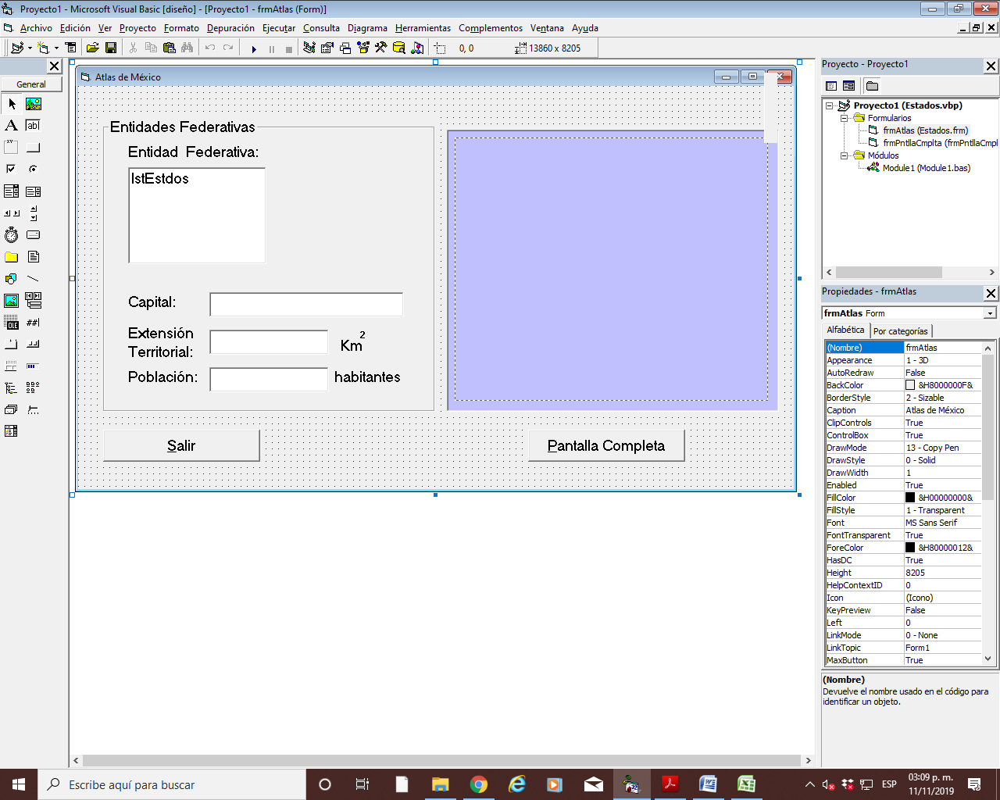 Proyecto1 - Microsoft Visual Basic [diseño] - [Proyecto1 - frmAtlas (Form)]
Archivo Edición Ver Proyecto Formato Depuración Ejecutar Consulta Diagrama Herramientas Complementos Ventana Ayuda
0, 0 13860 x 8205
General
A ab|
xy
OLE ##|
Atlas de México
Entidades Federativas
Entidad Federativa:
lstEstdos
Capital:
Extensión
Territorial:
Km 2
Población:
habitantes
Salir
Pantalla Completa
Proyecto - Proyecto1
Proyecto1 (Estados.vbp)
Formularios
frmAtlas (Estados.frm)
frmPntllaCmplta (frmPntllaCmpl
Módulos
Module1 (Module1.bas)
Propiedades - frmAtlas
frmAtlas Form
Alfabética Por categorías
(Nombre) frmAtlas
Appearance 1 - 3D
AutoRedraw False
BackColor &H8000000F&
BorderStyle 2 - Sizable
Caption Atlas de México
ClipControls True
ControlBox True
DrawMode 13 - Copy Pen
DrawStyle 0 - Solid
DrawWidth 1
Enabled True
FillColor &H00000000&
FillStyle 1 - Transparent
Font MS Sans Serif
FontTransparent True
ForeColor &H80000012&
HasDC True
Height 8205
HelpContextID 0
Icon (Icono)
KeyPreview False
Left 0
LinkMode 0 - None
LinkTopic Form1
MaxButton True
(Nombre)
Devuelve el nombre usado en el código para
identificar un objeto.
Escribe aquí para buscar
ESP
03:09 p. m.
11/11/2019